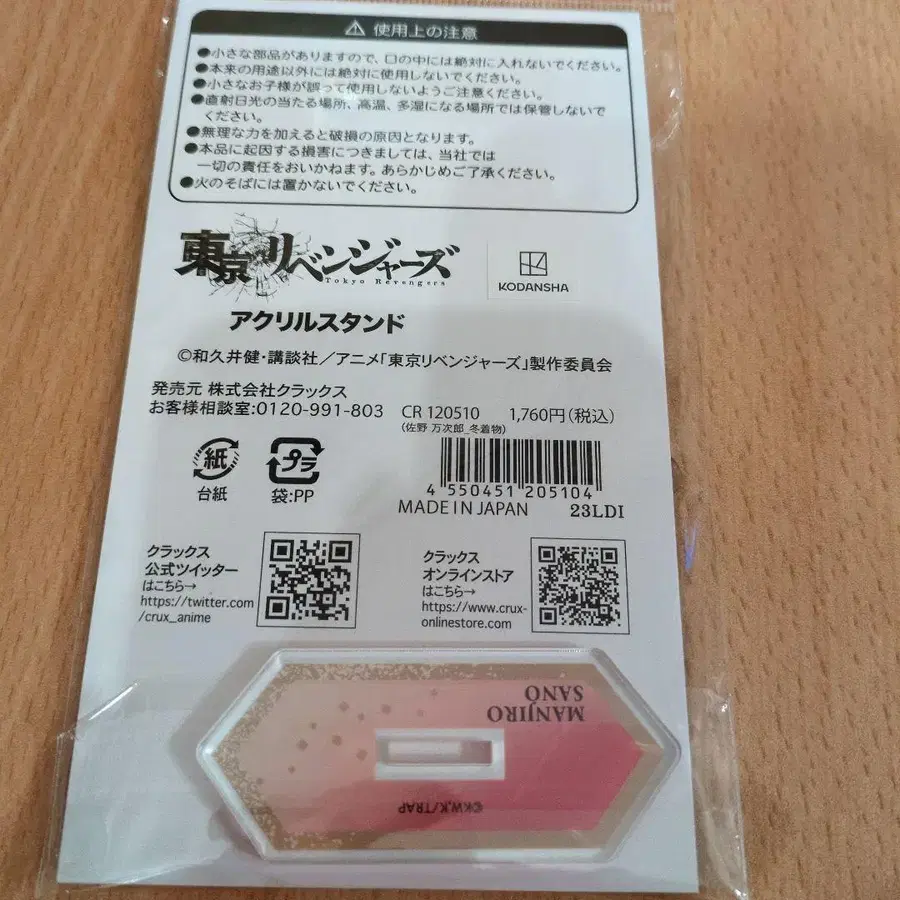 ⚠ 使用上の注意
●小さな部品がありますので、口の中には絶対に入れないでください。
●本来の用途以外には絶対に使用しないでください。
●小さなお子様が誤って使用しないようご注意ください。
●直射日光の当たる場所、高温、多湿になる場所では保管しないで
ください。
●無理な力を加えると破損の原因となります。
●本品に起因する損害につきましては、当社では
一切の責任をおいかねます。あらかじめご了承ください。
●火のそばには置かないでください。
東京リベンジャーズ
Tokyo Revengers
KODANSHA
アクリルスタンド
©和久井健・講談社／アニメ「東京リベンジャーズ」製作委員会
発売元 株式会社クラックス
お客様相談室:0120-991-803
CR 120510 1,760円(税込)
(佐野 万次郎_冬着物)
紙
台紙
プラ
袋:PP
4 550451 205104
MADE IN JAPAN 23LDI
クラックス
公式ツイッター
はこちら→
https://twitter.com
/crux_anime
クラックス
オンラインストア
はこちら→
https://www.crux-
onlinestore.com
MANJIRO
SANO
©KW,K/TRAP